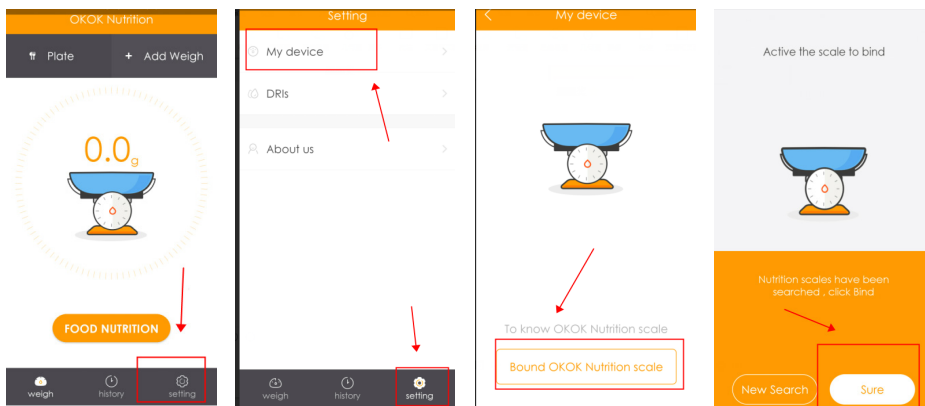 OKOK Nutrition
Plate
+ Add Weigh
0.0g
FOOD NUTRITION
weigh
history
setting
Setting
My device
DRIs
About us
weigh
history
setting
My device
To know OKOK Nutrition scale
Bound OKOK Nutrition scale
Active the scale to bind
Nutrition scales have been
searched , click Bind
New Search
Sure